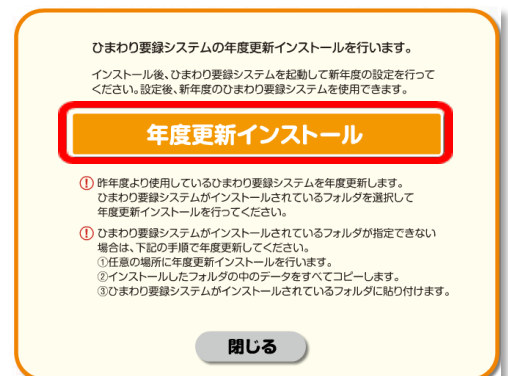 ひまわり要録システムの年度更新インストールを行います。
インストール後、ひまわり要録システムを起動して新年度の設定を行って
ください。設定後、新年度のひまわり要録システムを使用できます。
年度更新インストール
! 昨年度より使用しているひまわり要録システムを年度更新します。
ひまわり要録システムがインストールされているフォルダを選択して
年度更新インストールを行ってください。
! ひまわり要録システムがインストールされているフォルダが指定できない
場合は、下記の手順で年度更新してください。
①任意の場所に年度更新インストールを行います。
②インストールしたフォルダの中のデータをすべてコピーします。
③ひまわり要録システムがインストールされているフォルダに貼り付けます。
閉じる